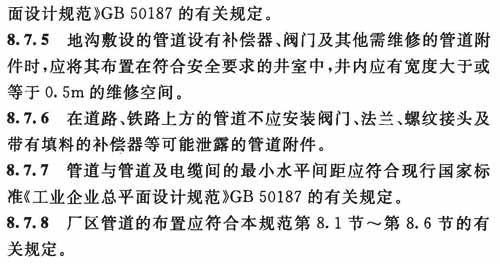 面设计规范》GB 50187 的有关规定。
8.7.5 地沟敷设的管道设有补偿器、阀门及其他需维修的管道附
件时,应将其布置在符合安全要求的井室中,井内应有宽度大于或
等于 0.5m 的维修空间。
8.7.6 在道路、铁路上方的管道不应安装阀门、法兰、螺纹接头及
带有填料的补偿器等可能泄露的管道附件。
8.7.7 管道与管道及电缆间的最小水平间距应符合现行国家标
准《工业企业总平面设计规范》GB 50187 的有关规定。
8.7.8 厂区管道的布置应符合本规范第 8.1 节～第 8.6 节的有
关规定。